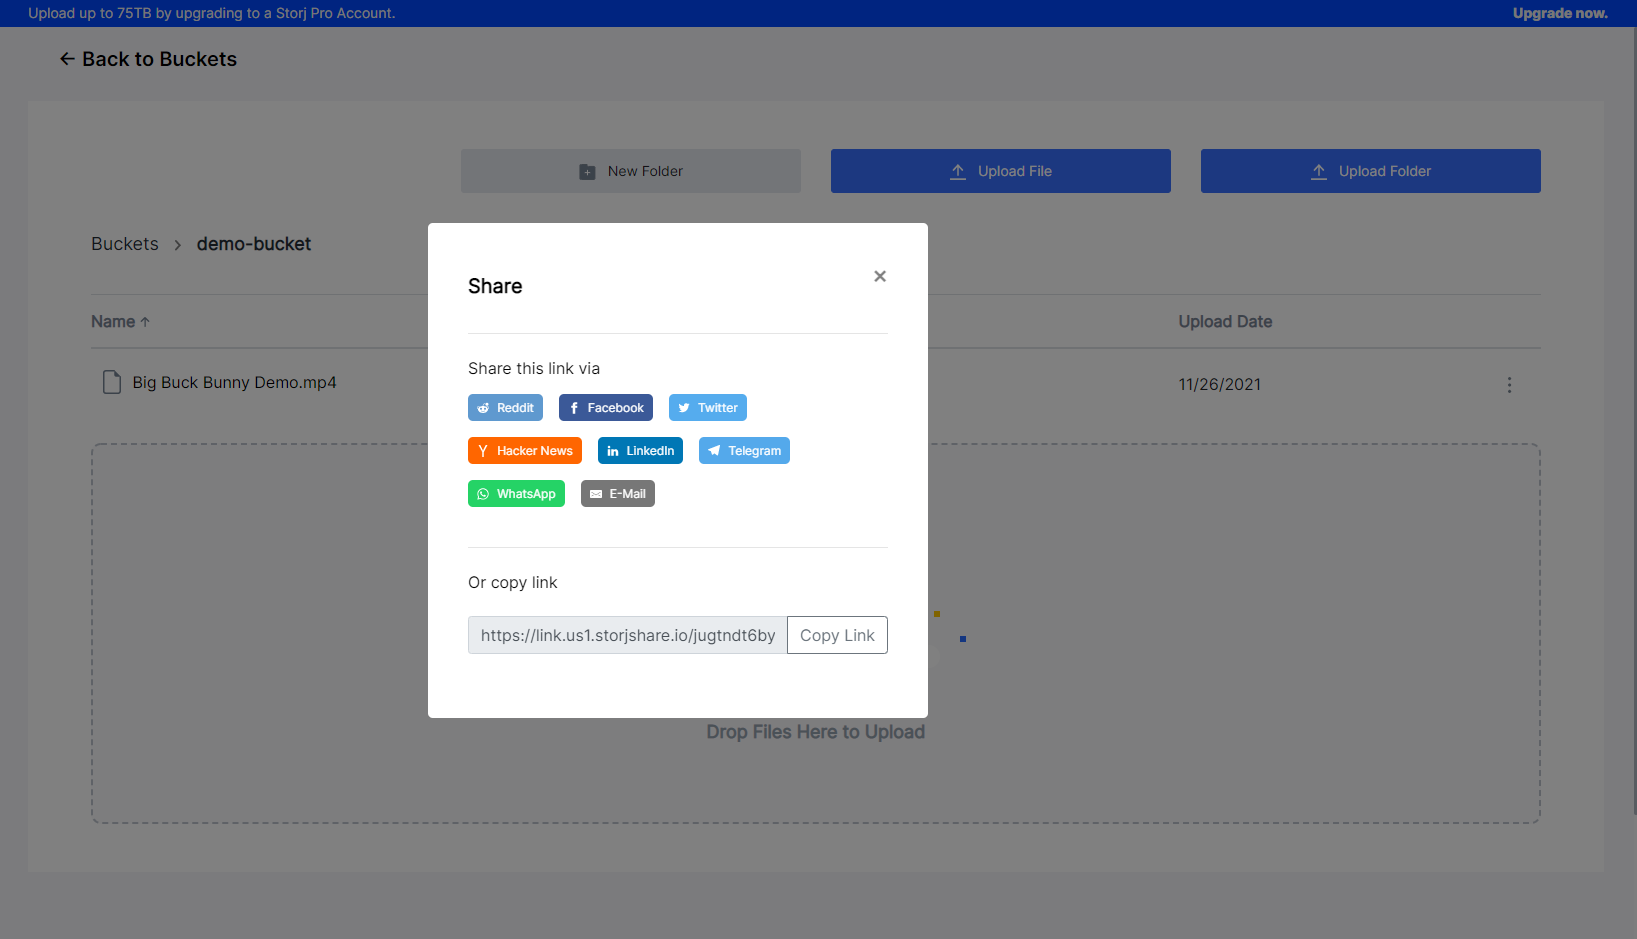 Upload up to 75TB by upgrading to a Storj Pro Account. Upgrade now.
← Back to Buckets
New Folder Upload File Upload Folder
Buckets > demo-bucket
Share ×
Name ↑ Upload Date
Share this link via
Big Buck Bunny Demo.mp4 11/26/2021
Reddit Facebook Twitter
Hacker News LinkedIn Telegram
WhatsApp E-Mail
Or copy link
https://link.us1.storjshare.io/jugtndt6by Copy Link
Drop Files Here to Upload